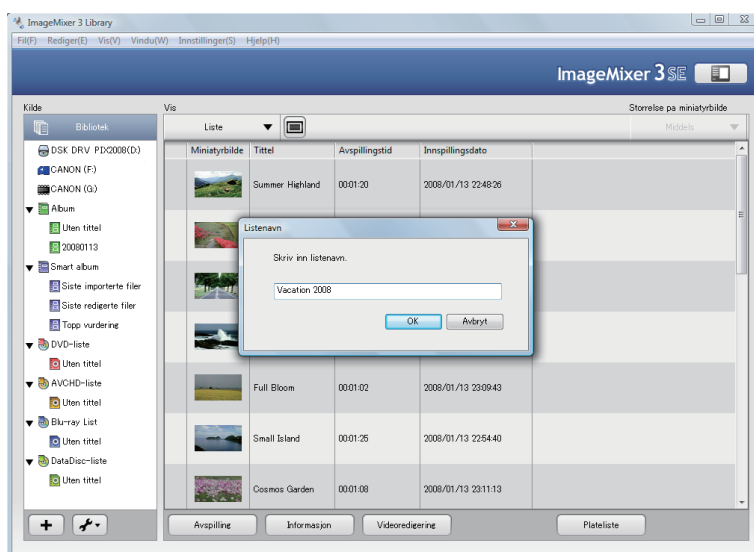 ImageMixer 3 Library
Fil(F) Rediger(E) Vis(V) Vindu(W) Innstillinger(S) Hjelp(H)
ImageMixer 3 SE
Kilde
Vis
Storrelse pa miniatyrbilde
Bibliotek
Liste
Middels
DSK DRV PIX2008(D:)
CANON (F:)
CANON (G:)
Album
Uten tittel
20080113
Smart album
Siste importerte filer
Siste redigerte filer
Topp vurdering
DVD-liste
Uten tittel
AVCHD-liste
Uten tittel
Blu-ray List
Uten tittel
DataDisc-liste
Uten tittel
Miniatyrbilde Tittel Avspillingstid Innspillingsdato
Summer Highland 00:01:20 2008/01/13 22:48:26
Listenavn
Skriv inn listenavn.
Vacation 2008
OK Avbryt
Full Bloom 00:01:02 2008/01/13 23:09:43
Small Island 00:01:25 2008/01/13 22:54:40
Cosmos Garden 00:01:08 2008/01/13 23:11:13
Avspilling Informasjon Videoredigering Plateliste